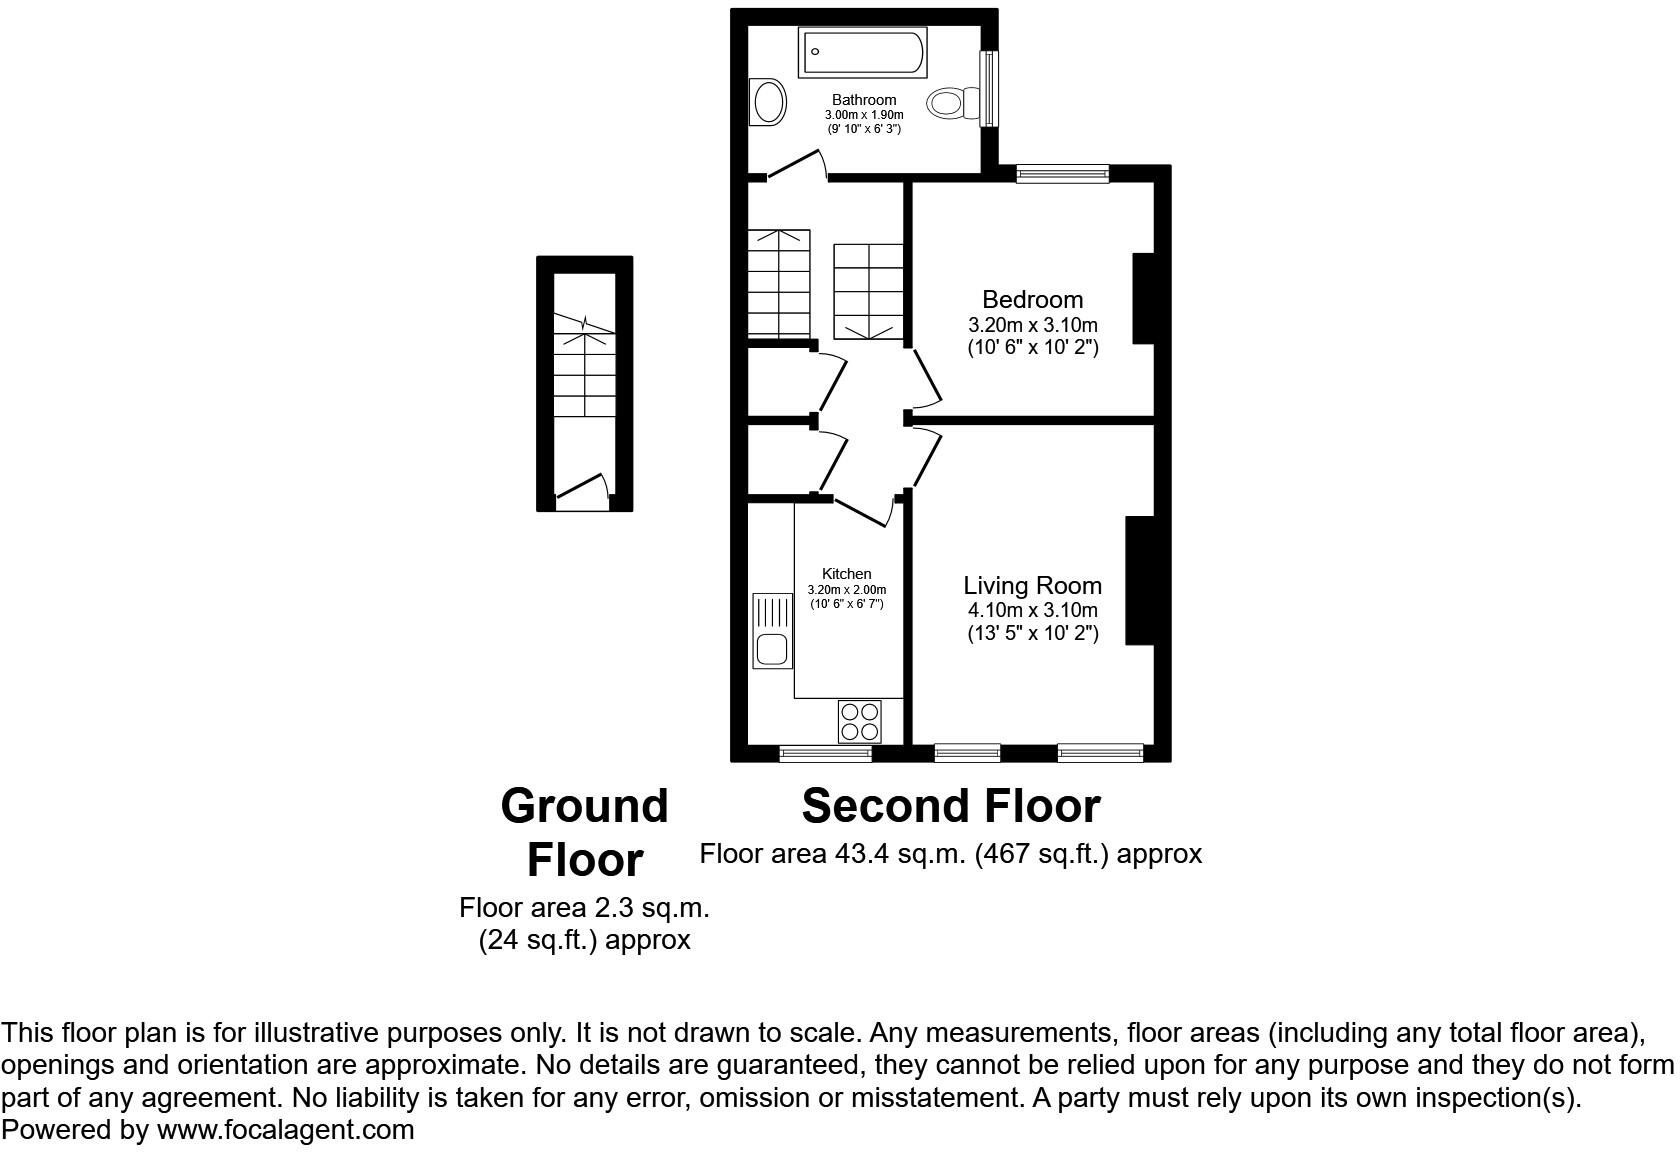 Bathroom
3.00m x 1.90m
(9' 10" x 6' 3")
Bedroom
3.20m x 3.10m
(10' 6" x 10' 2")
Kitchen
3.20m x 2.00m
(10' 6" x 6' 7")
Living Room
4.10m x 3.10m
(13' 5" x 10' 2")
Ground
Floor
Floor area 2.3 sq.m.
(24 sq.ft.) approx
Second Floor
Floor area 43.4 sq.m. (467 sq.ft.) approx
This floor plan is for illustrative purposes only. It is not drawn to scale. Any measurements, floor areas (including any total floor area),
openings and orientation are approximate. No details are guaranteed, they cannot be relied upon for any purpose and they do not form
part of any agreement. No liability is taken for any error, omission or misstatement. A party must rely upon its own inspection(s).
Powered by www.focalagent.com